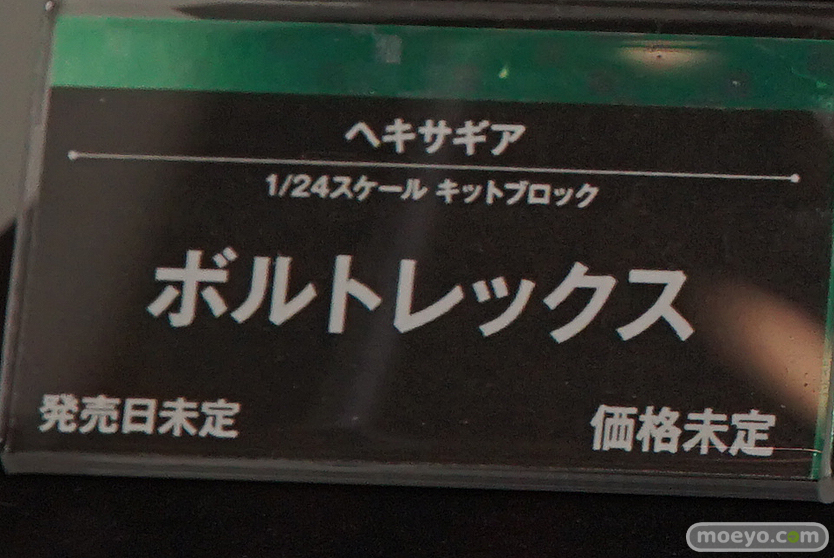 ヘキサギア
1/24スケール キットブロック
ボルトレックス
発売日未定 価格未定
moeyo.com